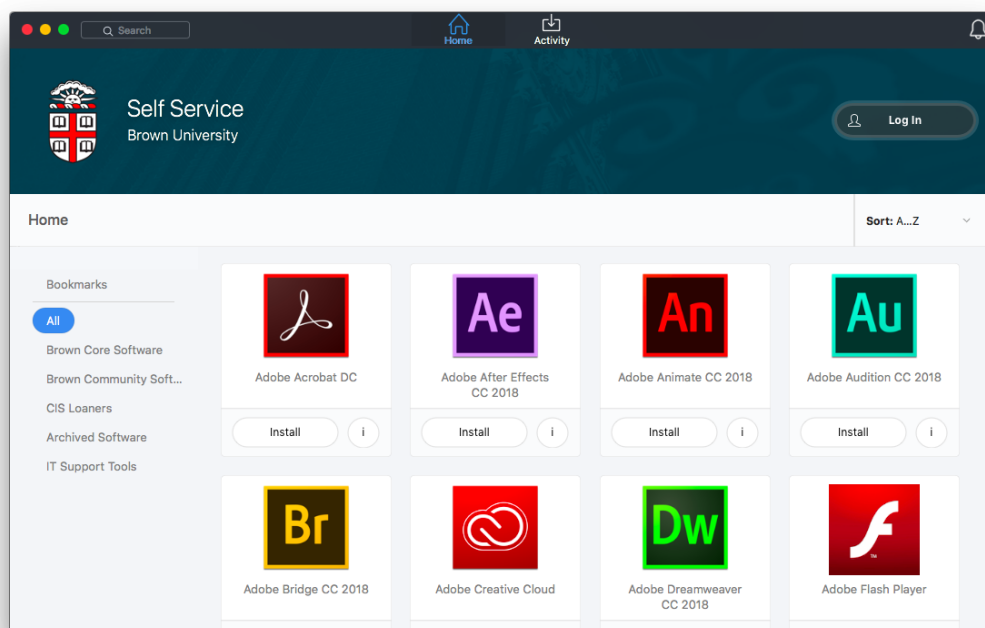 Search
Home
Activity
Self Service
Brown University
Log In
Home
Sort: A...Z
Bookmarks
All
Brown Core Software
Brown Community Soft...
CIS Loaners
Archived Software
IT Support Tools
Ae
An
Au
Adobe Acrobat DC
Adobe After Effects
CC 2018
Adobe Animate CC 2018
Adobe Audition CC 2018
Install
i
Install
i
Install
i
Install
i
Br
Dw
TM
Adobe Bridge CC 2018
Adobe Creative Cloud
Adobe Dreamweaver
CC 2018
Adobe Flash Player